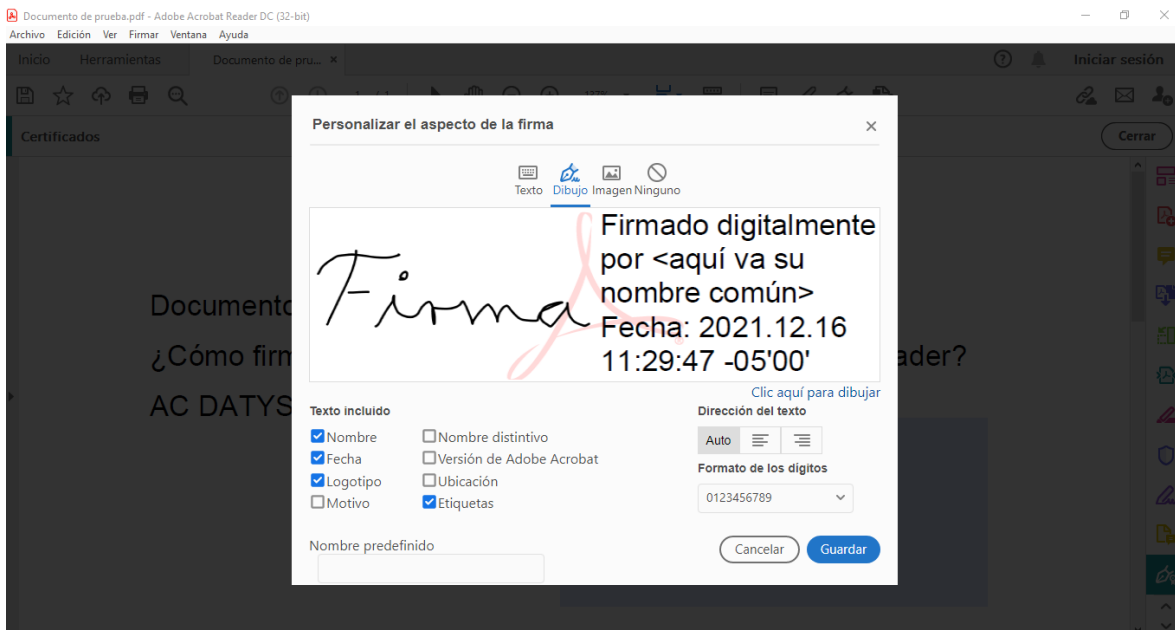 Documento de prueba.pdf - Adobe Acrobat Reader DC (32-bit)
Archivo Edición Ver Firmar Ventana Ayuda
Inicio Herramientas Documento de pru... ×
Iniciar sesión
Certificados
Cerrar
Personalizar el aspecto de la firma
Texto Dibujo Imagen Ninguno
Firma
Firmado digitalmente
por <aquí va su
nombre común>
Fecha: 2021.12.16
11:29:47 -05'00'
Clic aquí para dibujar
Texto incluido
Nombre
Fecha
Logotipo
Motivo
Nombre distintivo
Versión de Adobe Acrobat
Ubicación
Etiquetas
Dirección del texto
Auto
Formato de los dígitos
0123456789
Nombre predefinido
Cancelar Guardar
Documento
¿Cómo firm
ader?
AC DATYS